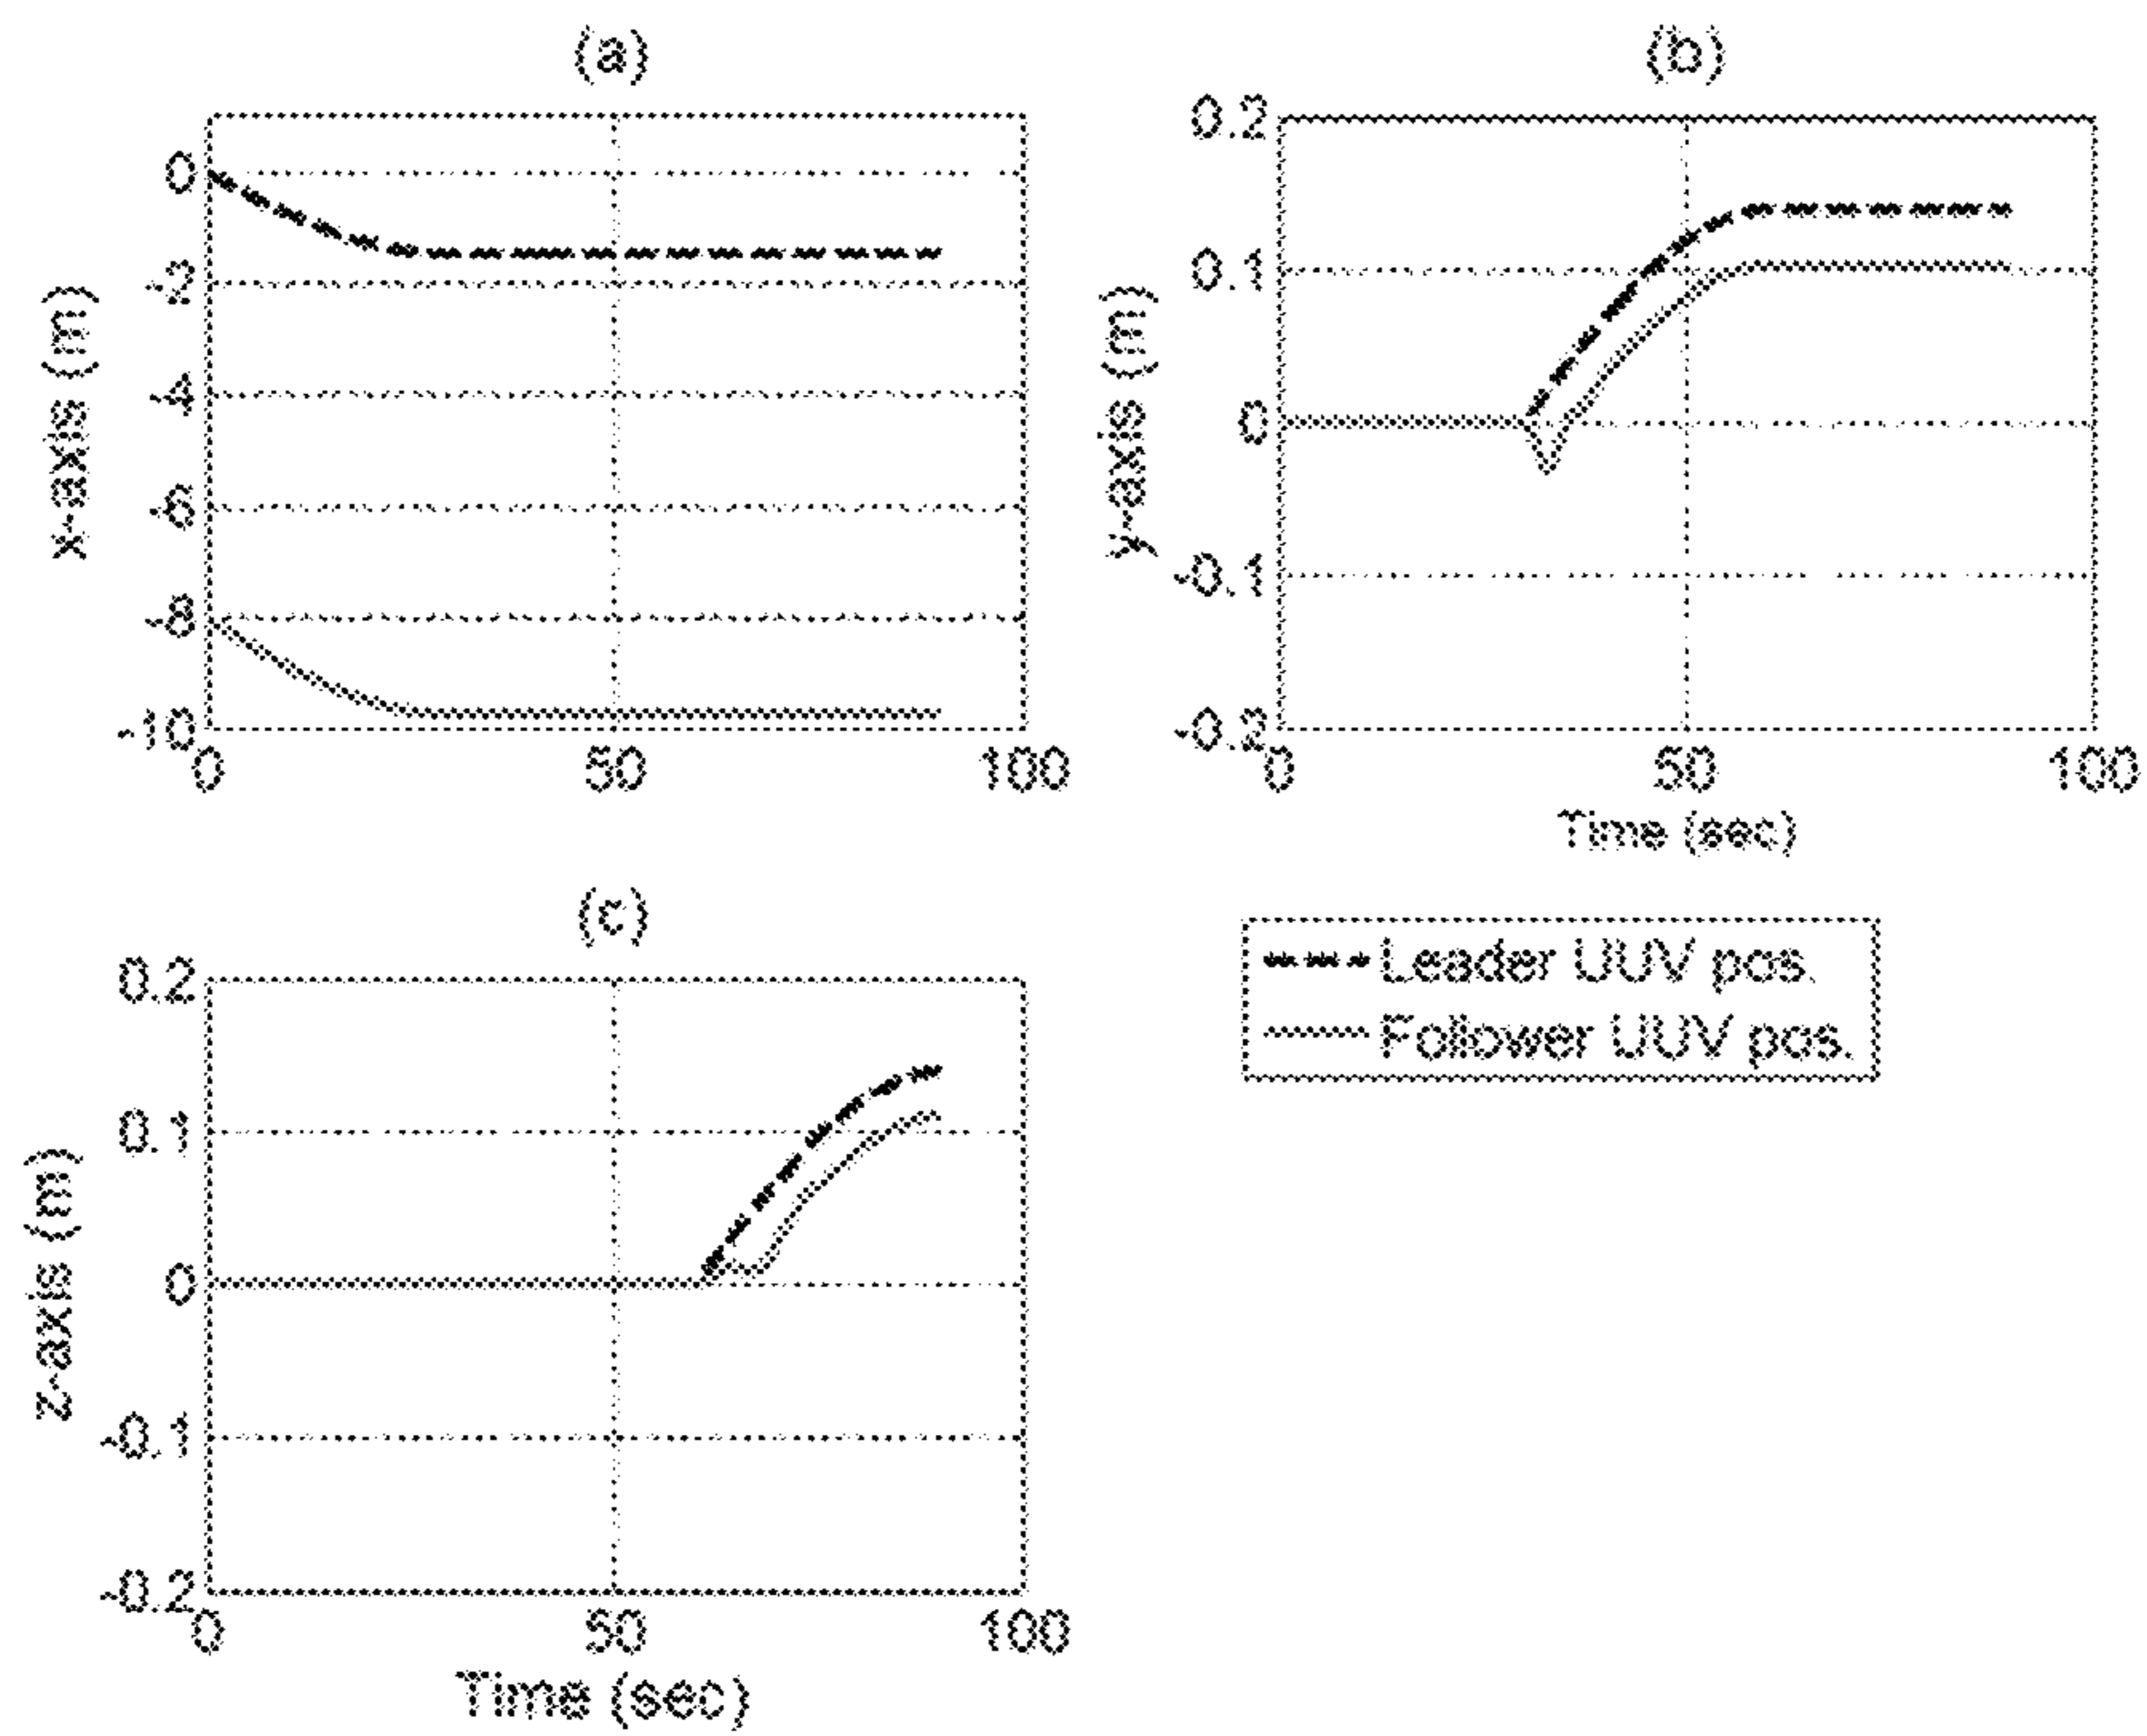 (a)
x-axis (m)
0
-2
-4
-6
-8
-10
0 50 100
(b)
y-axis (m)
0.2
0.1
0
-0.1
-0.2
0 50 100
Time (sec)
(c)
z-axis (m)
0.2
0.1
0
-0.1
-0.2
0 50 100
Time (sec)
Leader UUV pos.
Follower UUV pos.